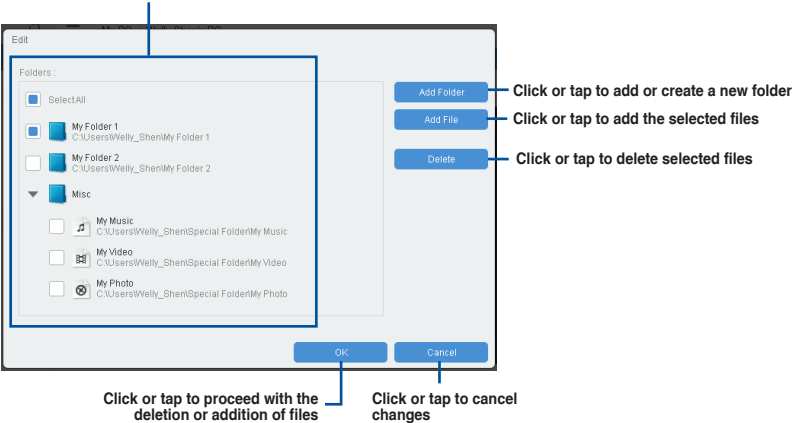 Edit
Folders :
SelectAll
My Folder 1
C:\Users\Welly_Shen\My Folder 1
My Folder 2
C:\Users\Welly_Shen\My Folder 2
Misc
My Music
C:\Users\Welly_Shen\Special Folder\My Music
My Video
C:\Users\Welly_Shen\Special Folder\My Video
My Photo
C:\Users\Welly_Shen\Special Folder\My Photo
Add Folder
Click or tap to add or create a new folder
Add File
Click or tap to add the selected files
Delete
Click or tap to delete selected files
OK
Cancel
Click or tap to proceed with the
deletion or addition of files
Click or tap to cancel
changes